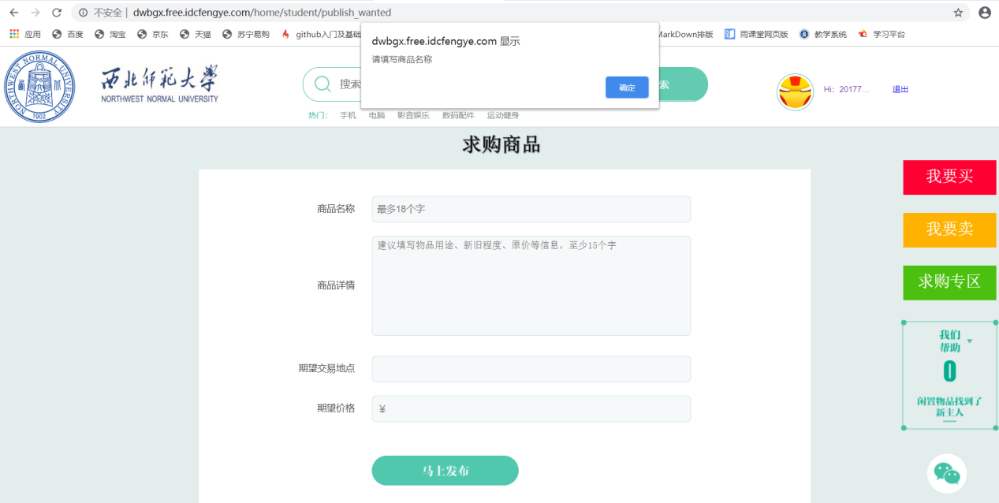 不安全 | dwbgx.free.idcfengye.com/home/student/publish_wanted
应用 百度 淘宝 京东 天猫 苏宁易购 github入门及基础 MarkDown排版 雨课堂网页版 教学系统 学习平台
dwbgx.free.idcfengye.com 显示
请填写商品名称
确定
NORTHWEST NORMAL UNIVERSITY
1902
西北师范大学
NORTHWEST NORMAL UNIVERSITY
搜索
索
Hi: 20177...
退出
热门: 手机 电脑 影音娱乐 数码配件 运动健身
求购商品
商品名称
最多18个字
商品详情
建议填写物品用途、新旧程度、原价等信息，至少15个字
期望交易地点
期望价格
¥
马上发布
我要买
我要卖
求购专区
我们
帮助
0
闲置物品找到了
新主人